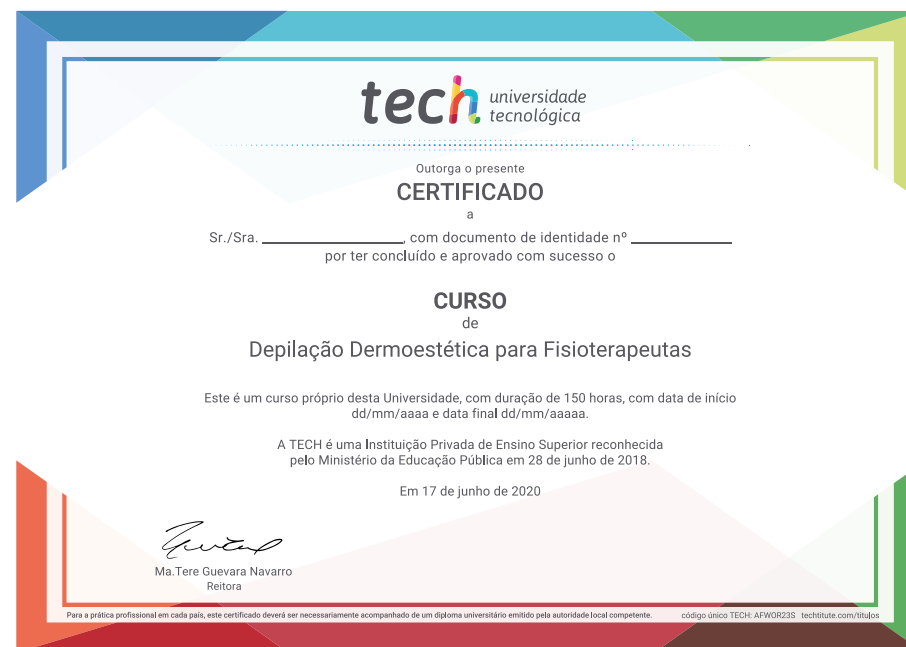 tech universidade
tecnológica
Outorga o presente
CERTIFICADO
a
Sr./Sra. ____________________, com documento de identidade nº ______________
por ter concluído e aprovado com sucesso o
CURSO
de
Depilação Dermoestética para Fisioterapeutas
Este é um curso próprio desta Universidade, com duração de 150 horas, com data de início
dd/mm/aaaa e data final dd/mm/aaaaa.
A TECH é uma Instituição Privada de Ensino Superior reconhecida
pelo Ministério da Educação Pública em 28 de junho de 2018.
Em 17 de junho de 2020
Ma.Tere Guevara Navarro
Reitora
Para a prática profissional em cada país, este certificado deverá ser necessariamente acompanhado de um diploma universitário emitido pela autoridade local competente. código único TECH: AFWOR23S techtitute.com/titulos